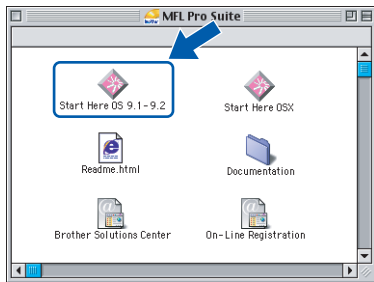 MFL Pro Suite
Start Here OS 9.1-9.2
Start Here OSX
Readme.html
Documentation
Brother Solutions Center
On-Line Registration